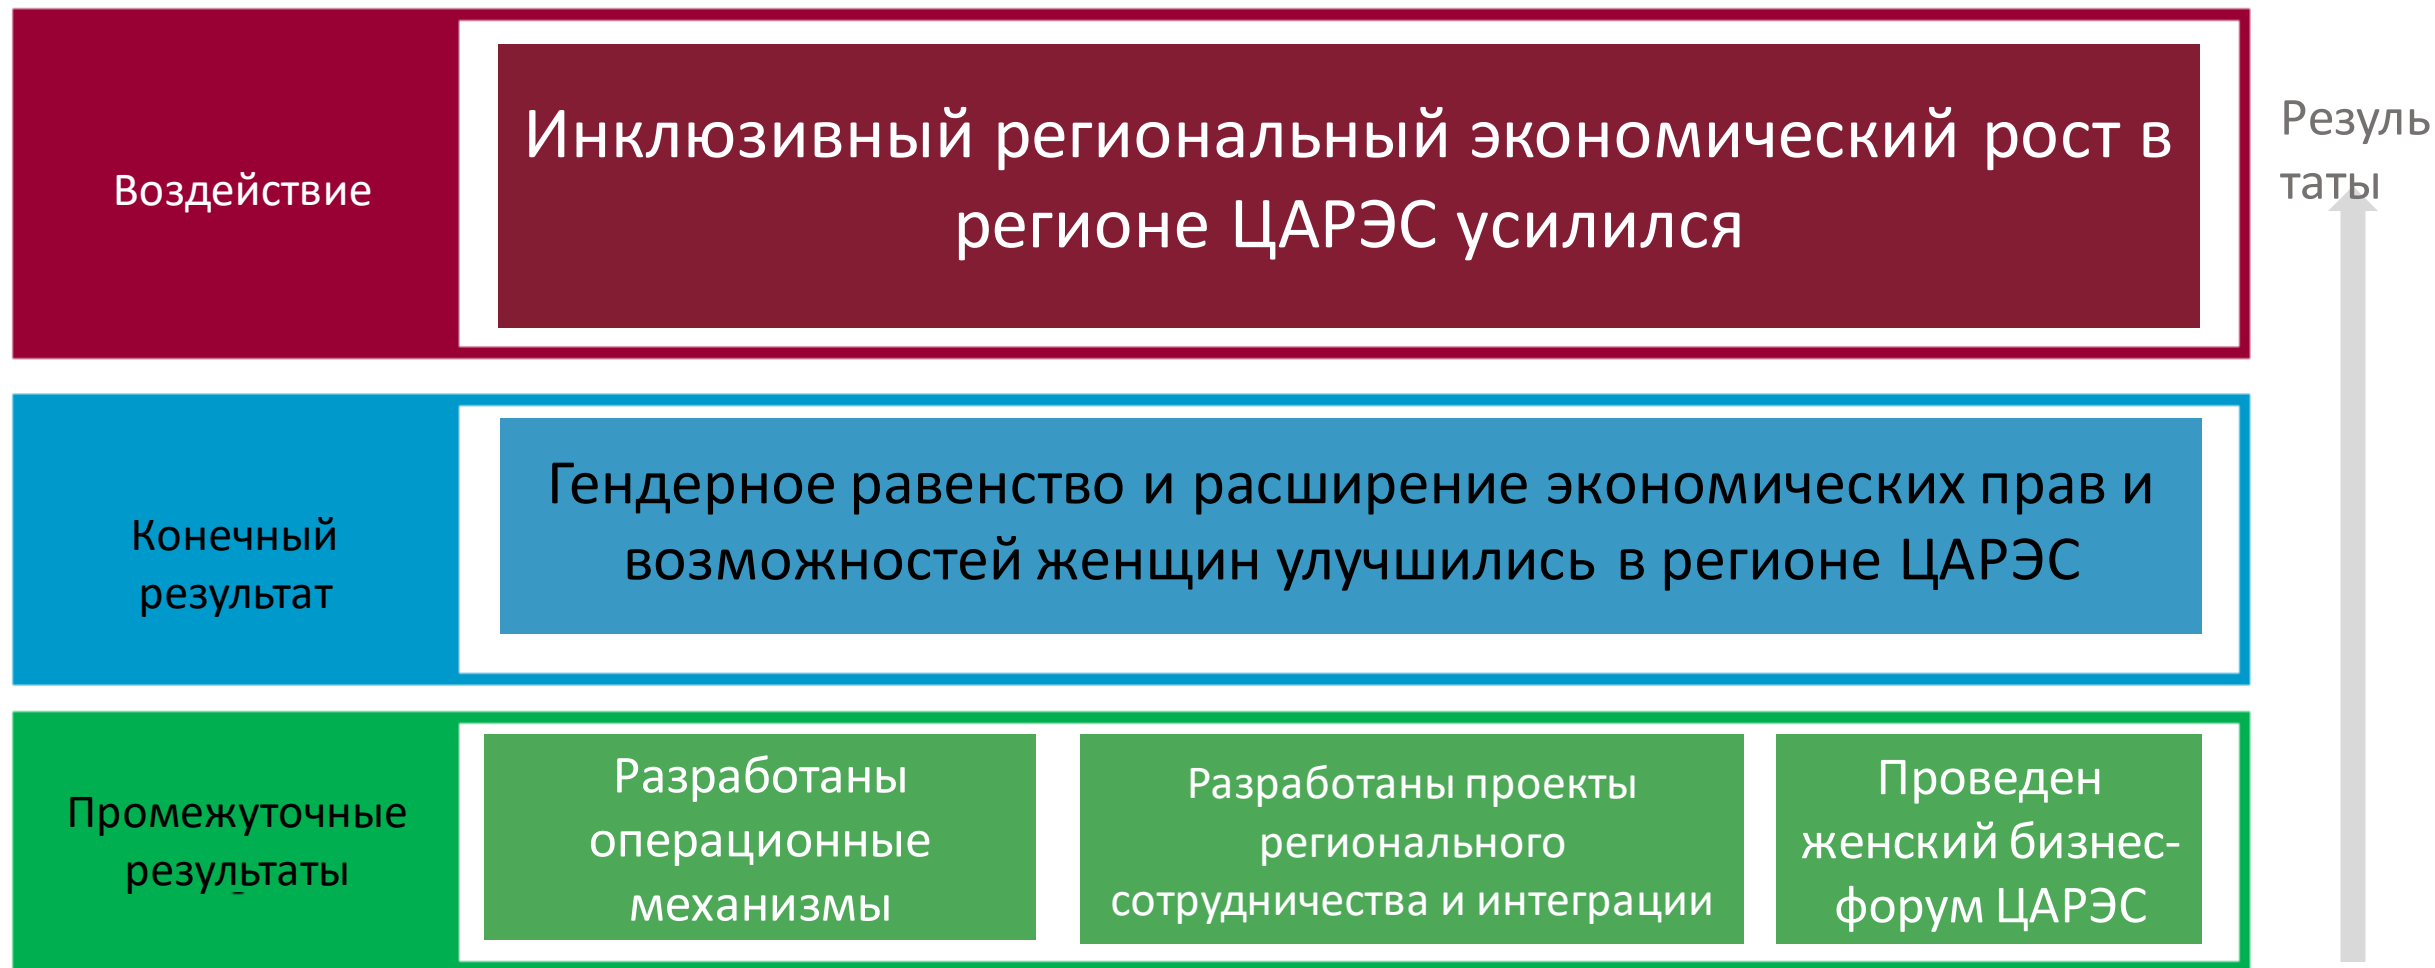 Воздействие
Инклюзивный региональный экономический рост в
регионе ЦАРЭС усилился
Резуль
таты
Конечный
результат
Гендерное равенство и расширение экономических прав и
возможностей женщин улучшились в регионе ЦАРЭС
Промежуточные
результаты
Разработаны
операционные
механизмы
Разработаны проекты
регионального
сотрудничества и интеграции
Проведен
женский бизнес-
форум ЦАРЭС